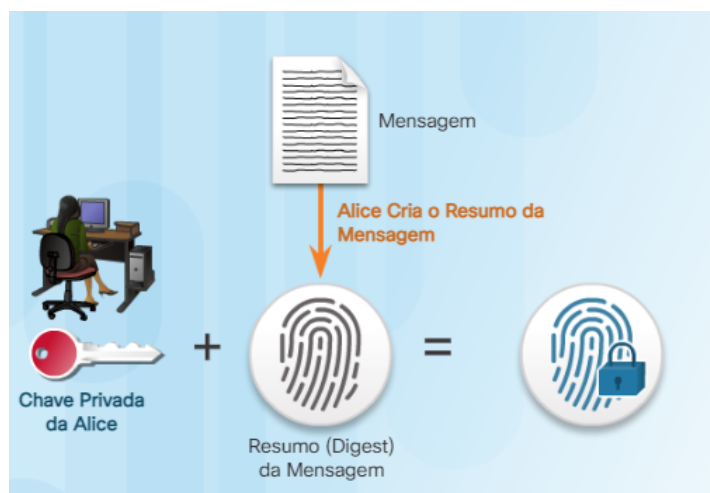 Mensagem
Alice Cria o Resumo da
Mensagem
+
=
Chave Privada
da Alice
Resumo (Digest)
da Mensagem